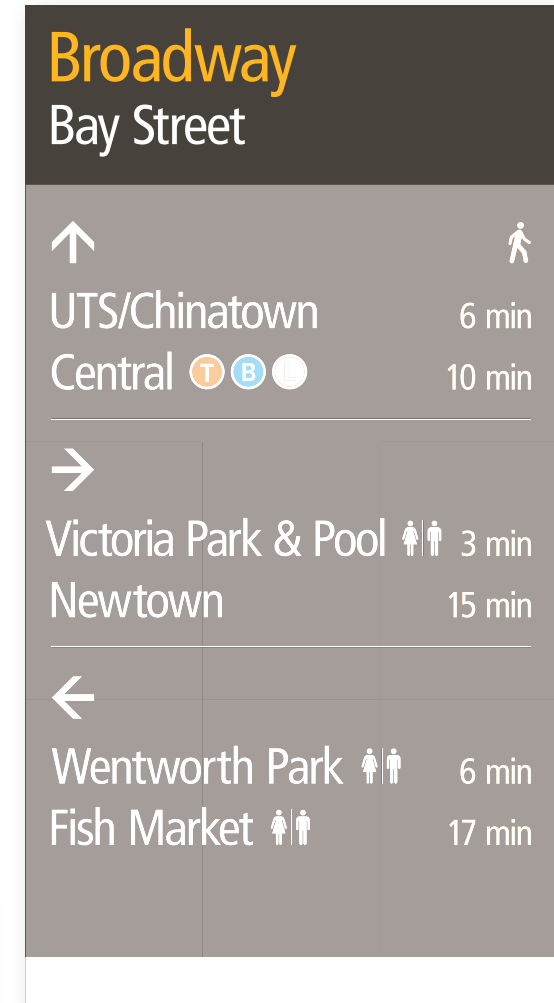 Broadway
Bay Street
UTS/Chinatown 6 min
Central T B L 10 min
Victoria Park & Pool 3 min
Newtown 15 min
Wentworth Park 6 min
Fish Market 17 min